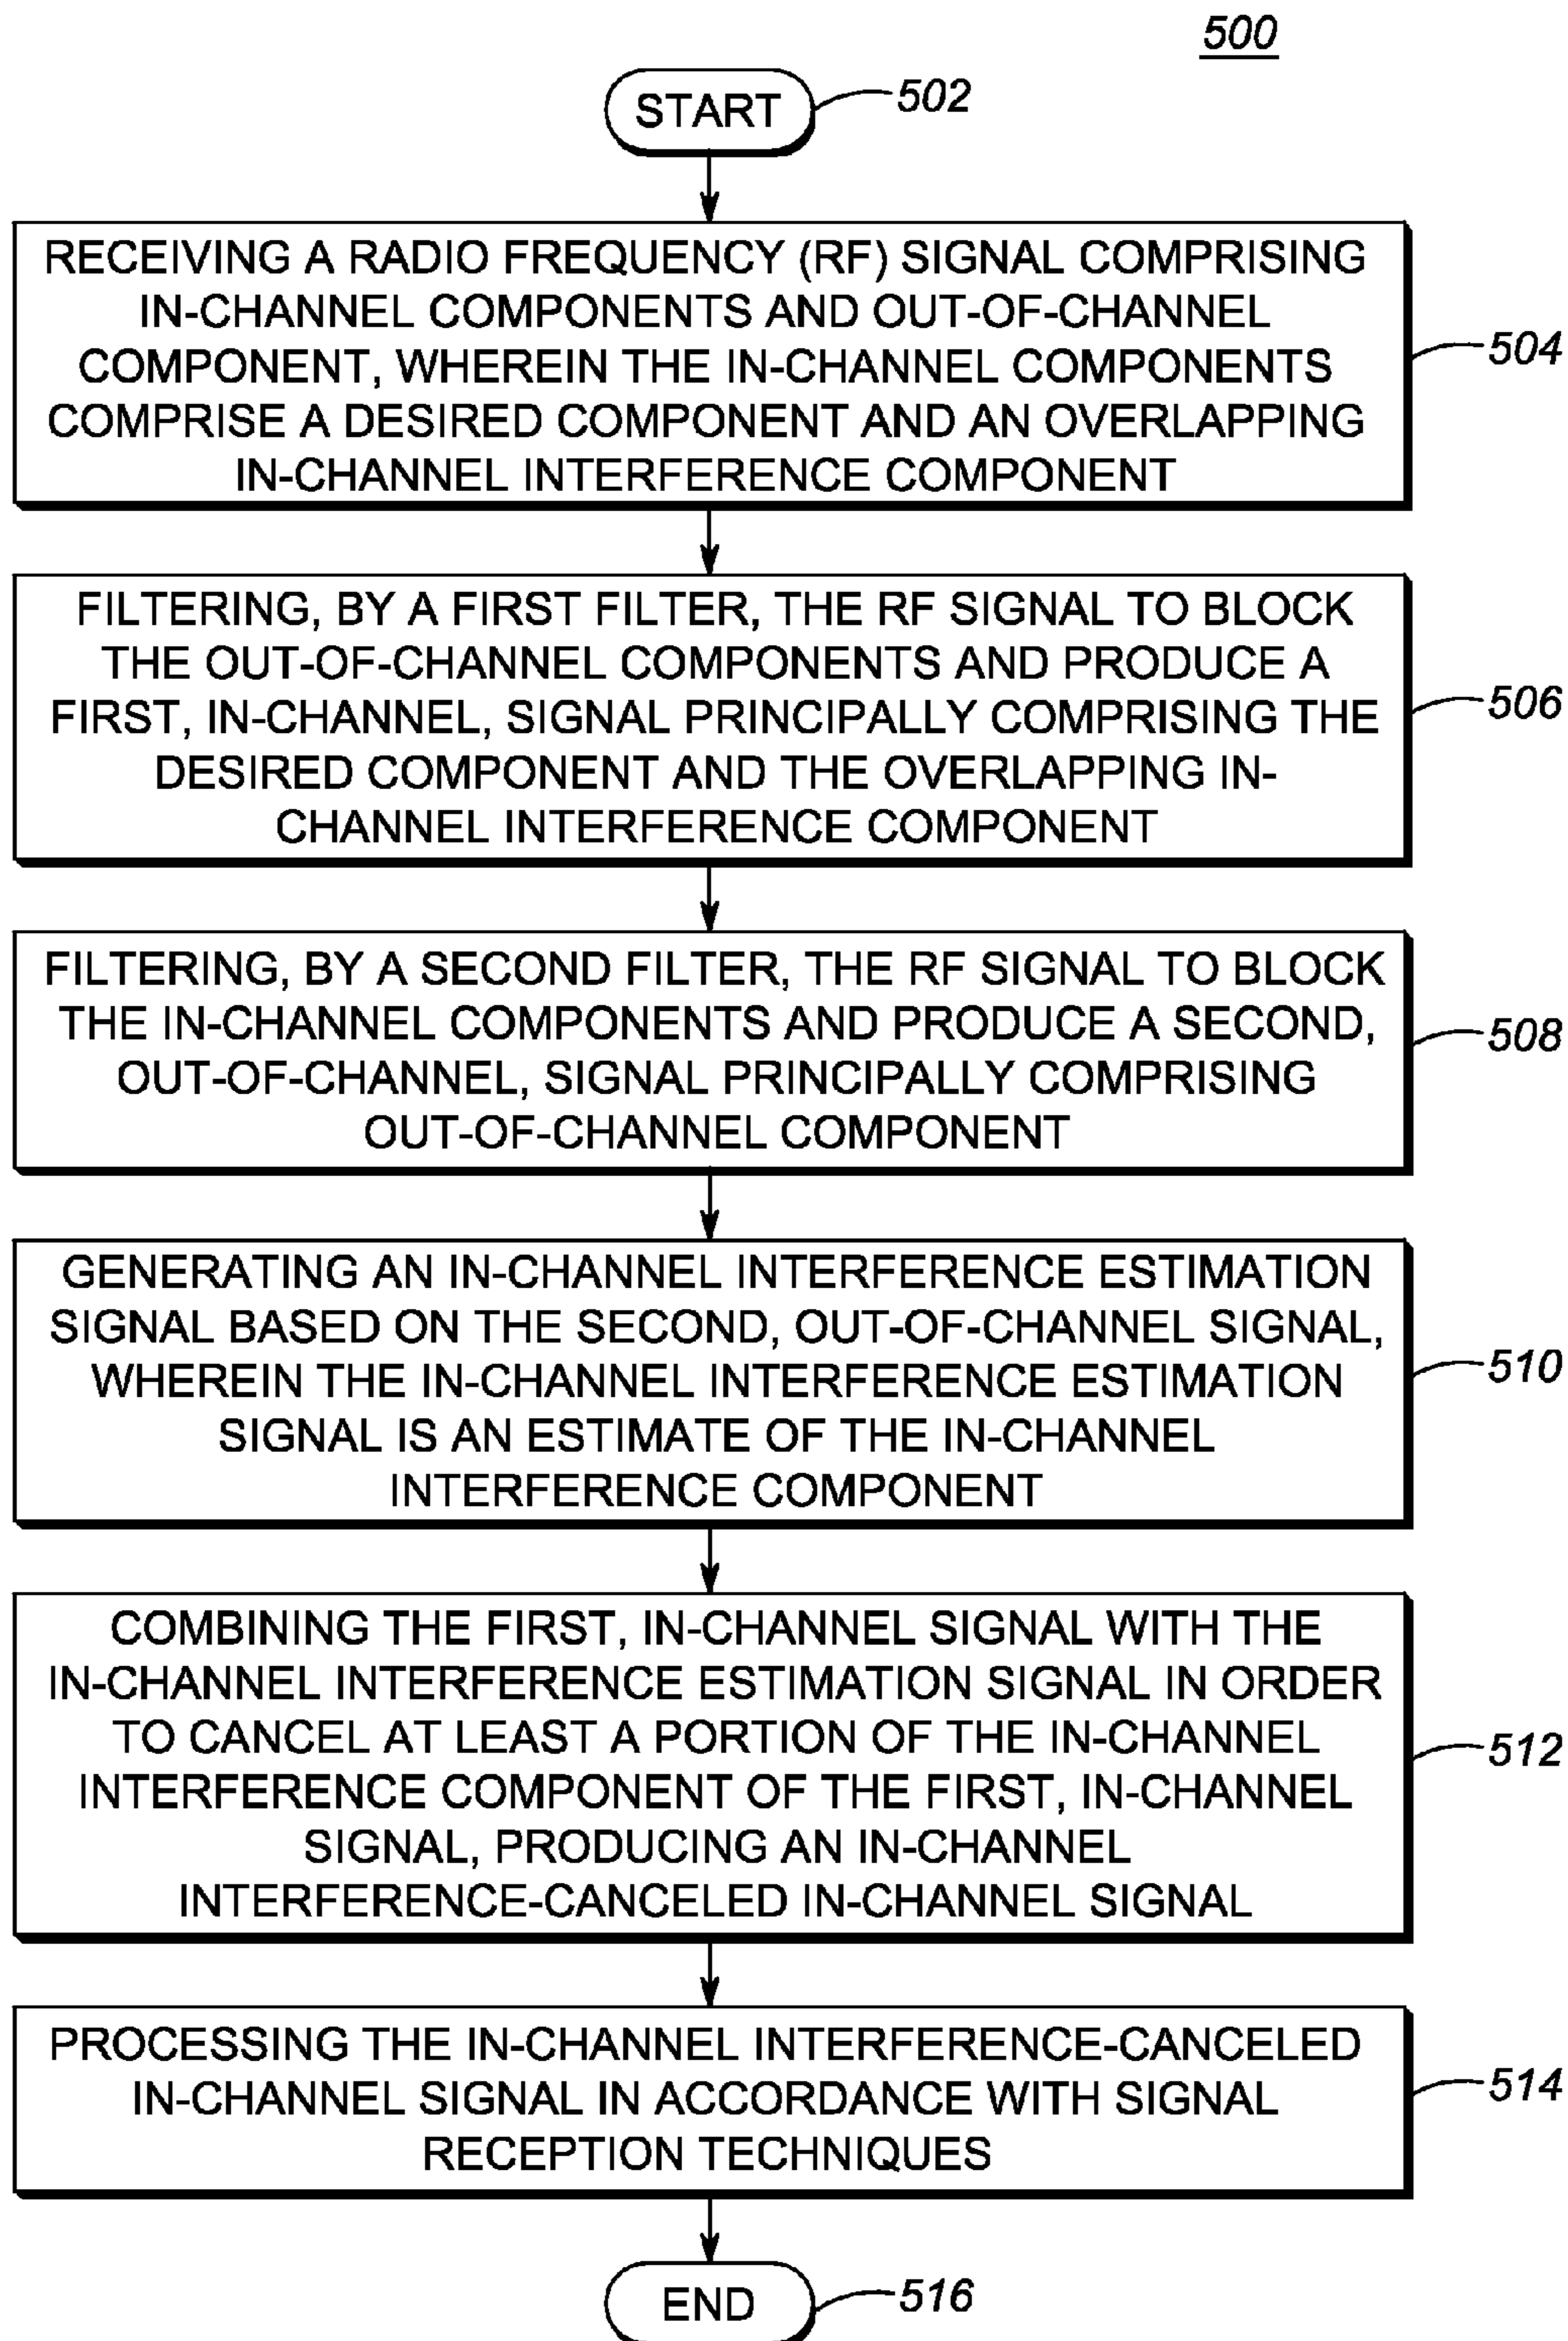 500
START
502
RECEIVING A RADIO FREQUENCY (RF) SIGNAL COMPRISING
IN-CHANNEL COMPONENTS AND OUT-OF-CHANNEL
COMPONENT, WHEREIN THE IN-CHANNEL COMPONENTS
COMPRISE A DESIRED COMPONENT AND AN OVERLAPPING
IN-CHANNEL INTERFERENCE COMPONENT
504
FILTERING, BY A FIRST FILTER, THE RF SIGNAL TO BLOCK
THE OUT-OF-CHANNEL COMPONENTS AND PRODUCE A
FIRST, IN-CHANNEL, SIGNAL PRINCIPALLY COMPRISING THE
DESIRED COMPONENT AND THE OVERLAPPING IN-
CHANNEL INTERFERENCE COMPONENT
506
FILTERING, BY A SECOND FILTER, THE RF SIGNAL TO BLOCK
THE IN-CHANNEL COMPONENTS AND PRODUCE A SECOND,
OUT-OF-CHANNEL, SIGNAL PRINCIPALLY COMPRISING
OUT-OF-CHANNEL COMPONENT
508
GENERATING AN IN-CHANNEL INTERFERENCE ESTIMATION
SIGNAL BASED ON THE SECOND, OUT-OF-CHANNEL SIGNAL,
WHEREIN THE IN-CHANNEL INTERFERENCE ESTIMATION
SIGNAL IS AN ESTIMATE OF THE IN-CHANNEL
INTERFERENCE COMPONENT
510
COMBINING THE FIRST, IN-CHANNEL SIGNAL WITH THE
IN-CHANNEL INTERFERENCE ESTIMATION SIGNAL IN ORDER
TO CANCEL AT LEAST A PORTION OF THE IN-CHANNEL
INTERFERENCE COMPONENT OF THE FIRST, IN-CHANNEL
SIGNAL, PRODUCING AN IN-CHANNEL
INTERFERENCE-CANCELED IN-CHANNEL SIGNAL
512
PROCESSING THE IN-CHANNEL INTERFERENCE-CANCELED
IN-CHANNEL SIGNAL IN ACCORDANCE WITH SIGNAL
RECEPTION TECHNIQUES
514
END
516